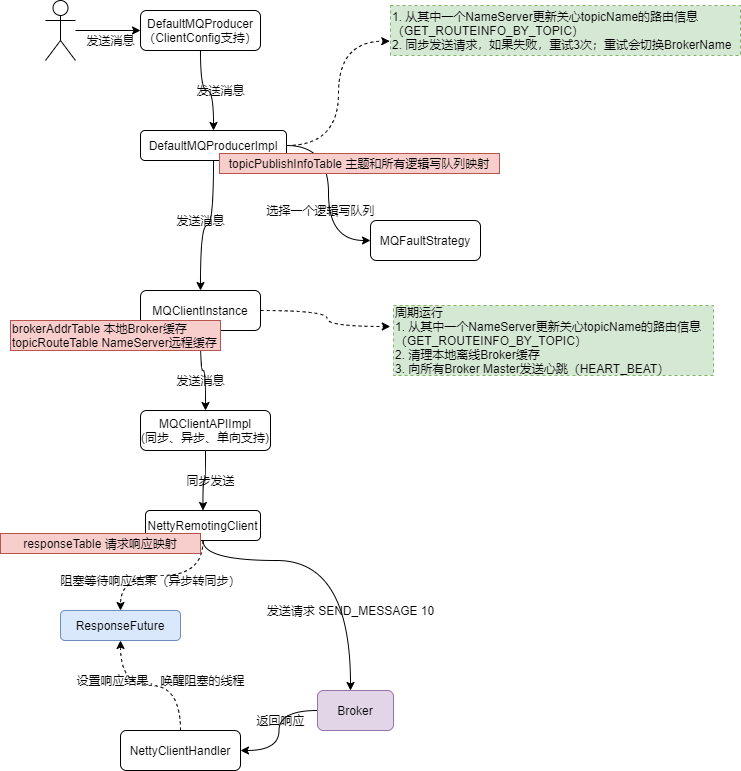 DefaultMQProducer
（ClientConfig支持）
发送消息
1. 从其中一个NameServer更新关心topicName的路由信息
（GET_ROUTEINFO_BY_TOPIC）
2. 同步发送请求，如果失败，重试3次；重试会切换BrokerName
发送消息
DefaultMQProducerImpl
topicPublishInfoTable 主题和所有逻辑写队列映射
发送消息
选择一个逻辑写队列
MQFaultStrategy
MQClientInstance
brokerAddrTable 本地Broker缓存
topicRouteTable NameServer远程缓存
周期运行
1. 从其中一个NameServer更新关心topicName的路由信息
（GET_ROUTEINFO_BY_TOPIC）
2. 清理本地离线Broker缓存
3. 向所有Broker Master发送心跳（HEART_BEAT）
发送消息
MQClientAPIImpl
(同步、异步、单向支持)
同步发送
NettyRemotingClient
responseTable 请求响应映射
阻塞等待响应结果（异步转同步）
发送请求 SEND_MESSAGE 10
ResponseFuture
设置响应结果，唤醒阻塞的线程
Broker
返回响应
NettyClientHandler